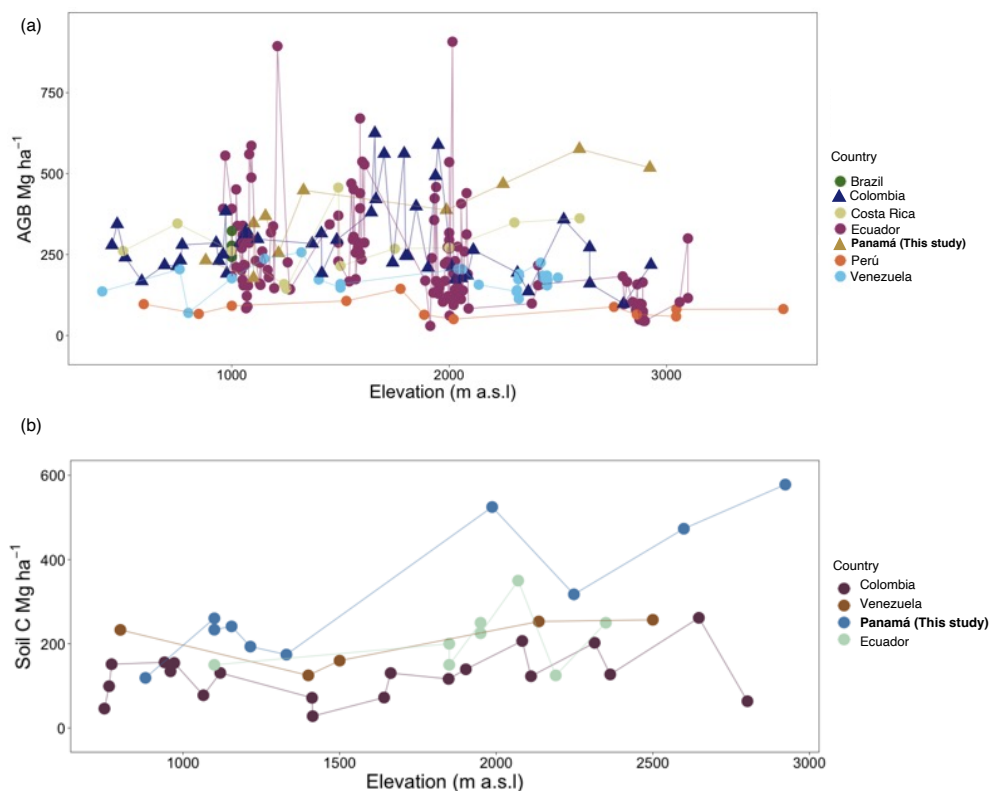 (a)
AGB Mg ha⁻¹
750
500
250
0
1000
2000
3000
Elevation (m a.s.l)
Country
Brazil
Colombia
Costa Rica
Ecuador
Panamá (This study)
Perú
Venezuela
(b)
Soil C Mg ha⁻¹
600
400
200
0
1000
1500
2000
2500
3000
Elevation (m a.s.l)
Country
Colombia
Venezuela
Panamá (This study)
Ecuador